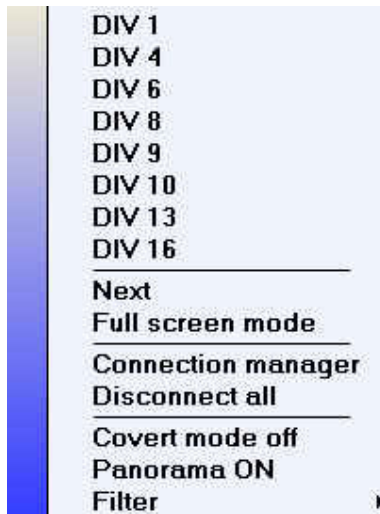 DIV 1
DIV 4
DIV 6
DIV 8
DIV 9
DIV 10
DIV 13
DIV 16
Next
Full screen mode
Connection manager
Disconnect all
Covert mode off
Panorama ON
Filter